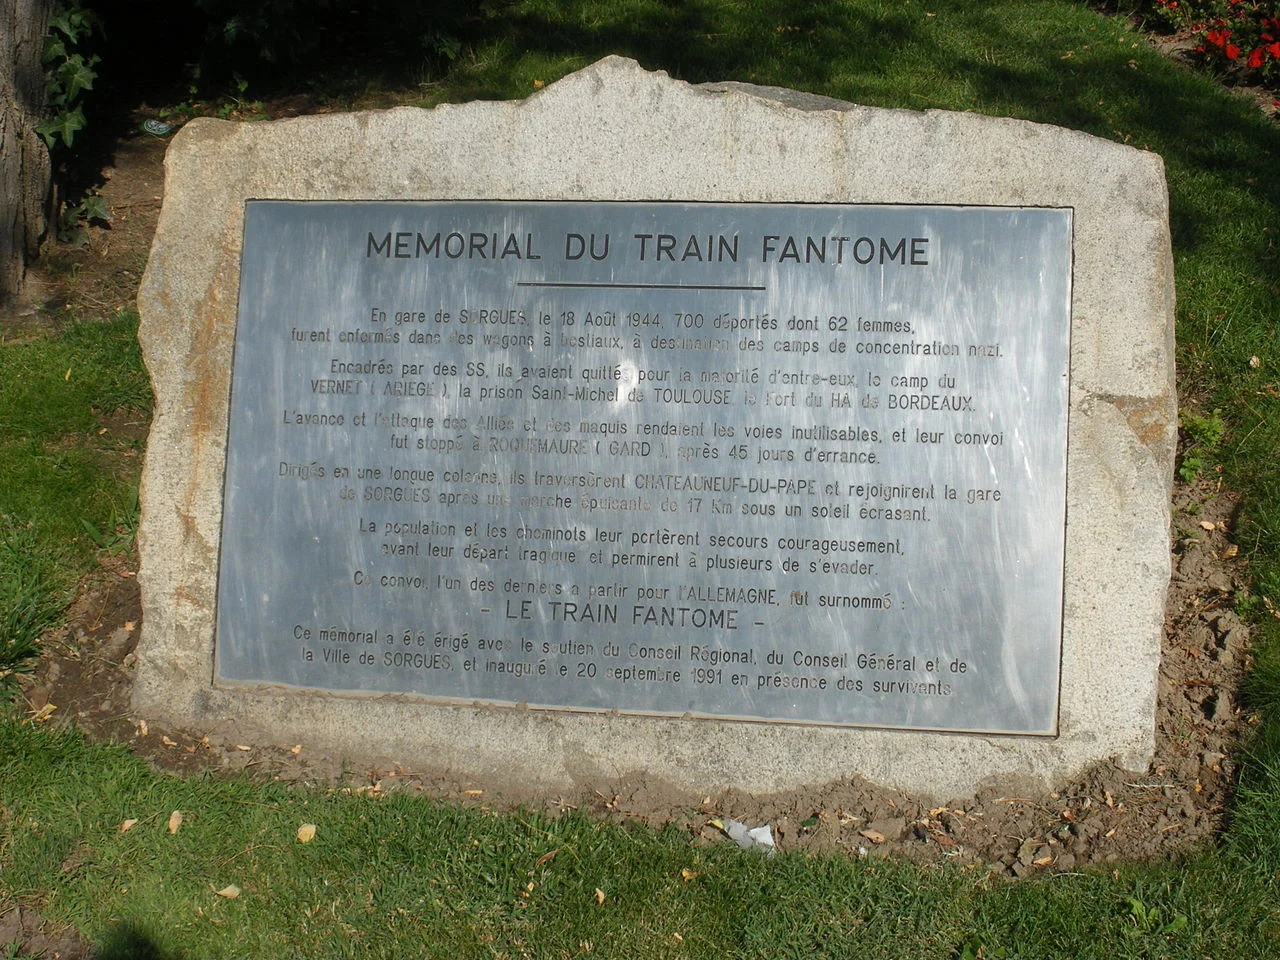 MEMORIAL DU TRAIN FANTOME
En gare de SORGUES, le 18 Août 1944, 700 déportés dont 62 femmes,
furent enfermés dans des wagons à bestiaux, à destination des camps de concentration nazi.
Encadrés par des SS, ils avaient quittés pour la majorité d'entre-eux, le camp du
VERNET ( ARIEGE ), la prison Saint-Michel de TOULOUSE, le Fort du HA de BORDEAUX.
L'avance et l'attaque des Alliés et des maquis rendaient les voies inutilisables, et leur convoi
fut stoppé à ROQUEMAURE ( GARD ), après 45 jours d'errance.
Dirigés en une longue colonne, ils traversèrent CHATEAUNEUF-DU-PAPE et rejoignirent la gare
de SORGUES après une marche épuisante de 17 Km sous un soleil écrasant.
La population et les cheminots leur portèrent secours courageusement,
avant leur départ tragique et permirent à plusieurs de s'évader.
Ce convoi, l'un des derniers a partir pour l'ALLEMAGNE, fut surnommé :
- LE TRAIN FANTOME -
Ce mémorial a été érigé avec le soutien du Conseil Régional, du Conseil Général et de
la Ville de SORGUES, et inauguré le 20 septembre 1991 en présence des survivants